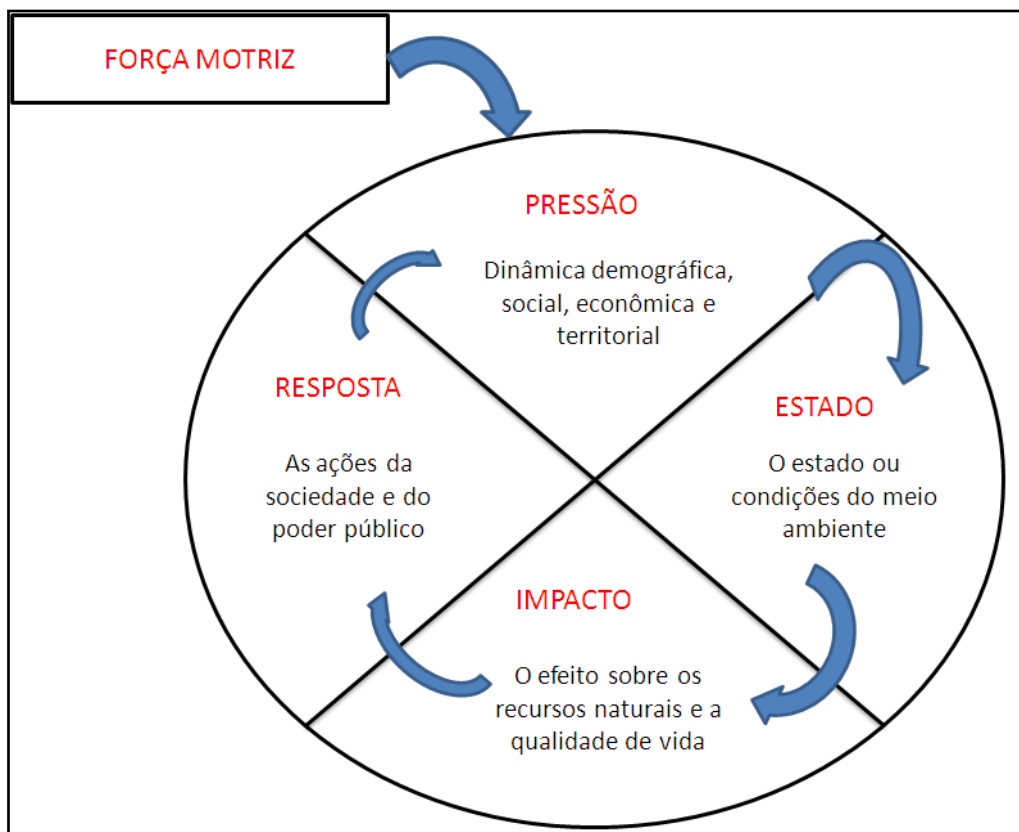 FORÇA MOTRIZ
PRESSÃO
Dinâmica demográfica,
social, econômica e
territorial
ESTADO
O estado ou
condições do meio
ambiente
IMPACTO
O efeito sobre os
recursos naturais e a
qualidade de vida
RESPOSTA
As ações da
sociedade e do
poder público